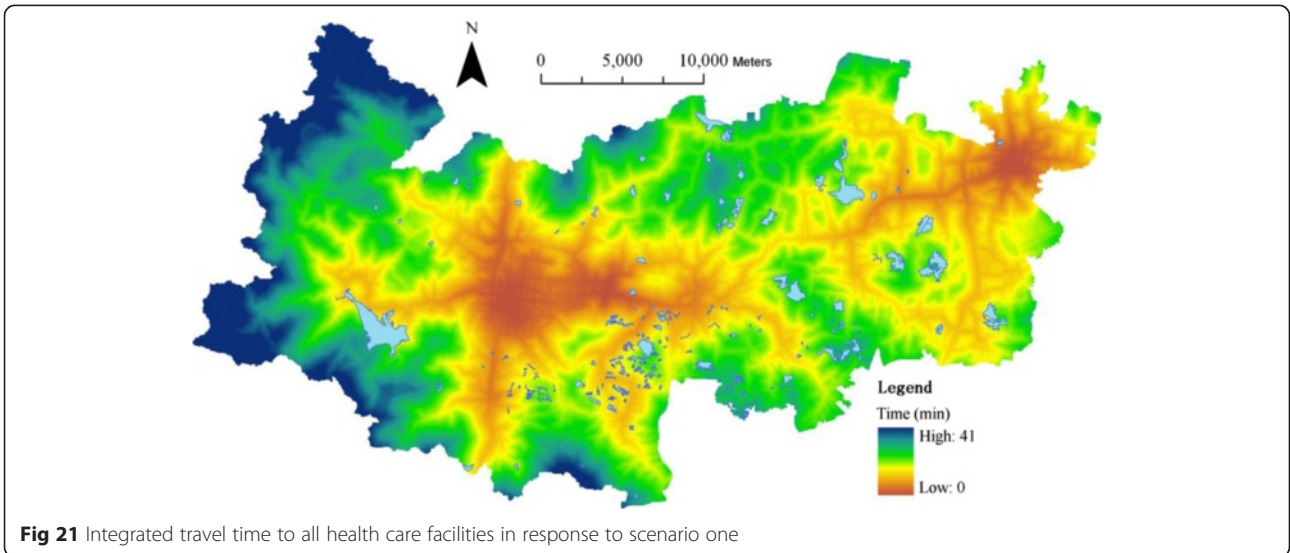 N
0 5,000 10,000 Meters
Legend
Time (min)
High: 41
Low: 0
Fig 21 Integrated travel time to all health care facilities in response to scenario one